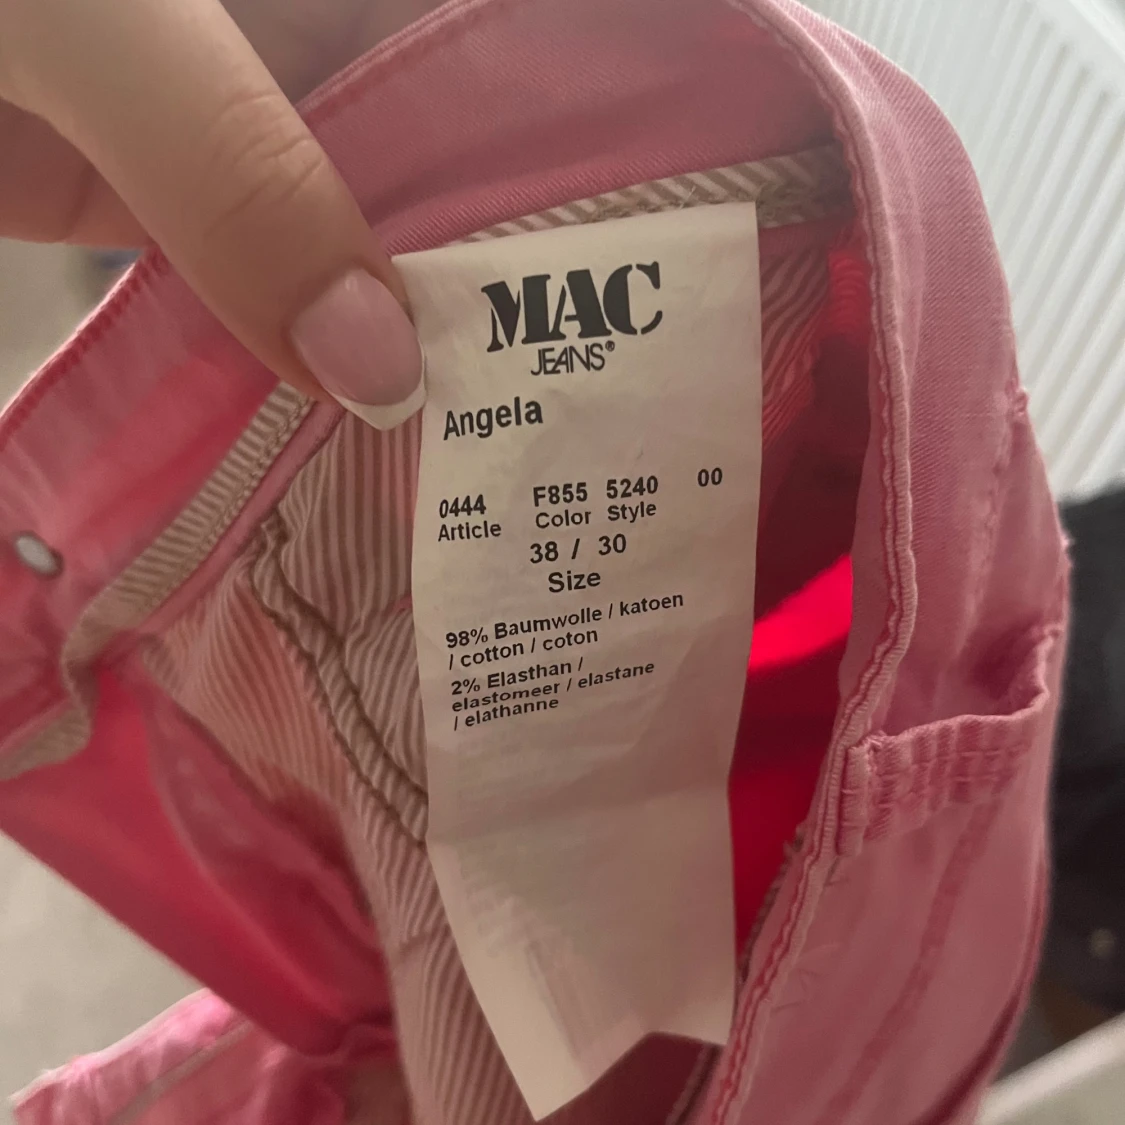 MAC
JEANS®
Angela
0444 F855 5240 00
Article Color Style
38 / 30
Size
98% Baumwolle / katoen
/ cotton / coton
2% Elasthan /
elastomeer / elastane
/ elathanne